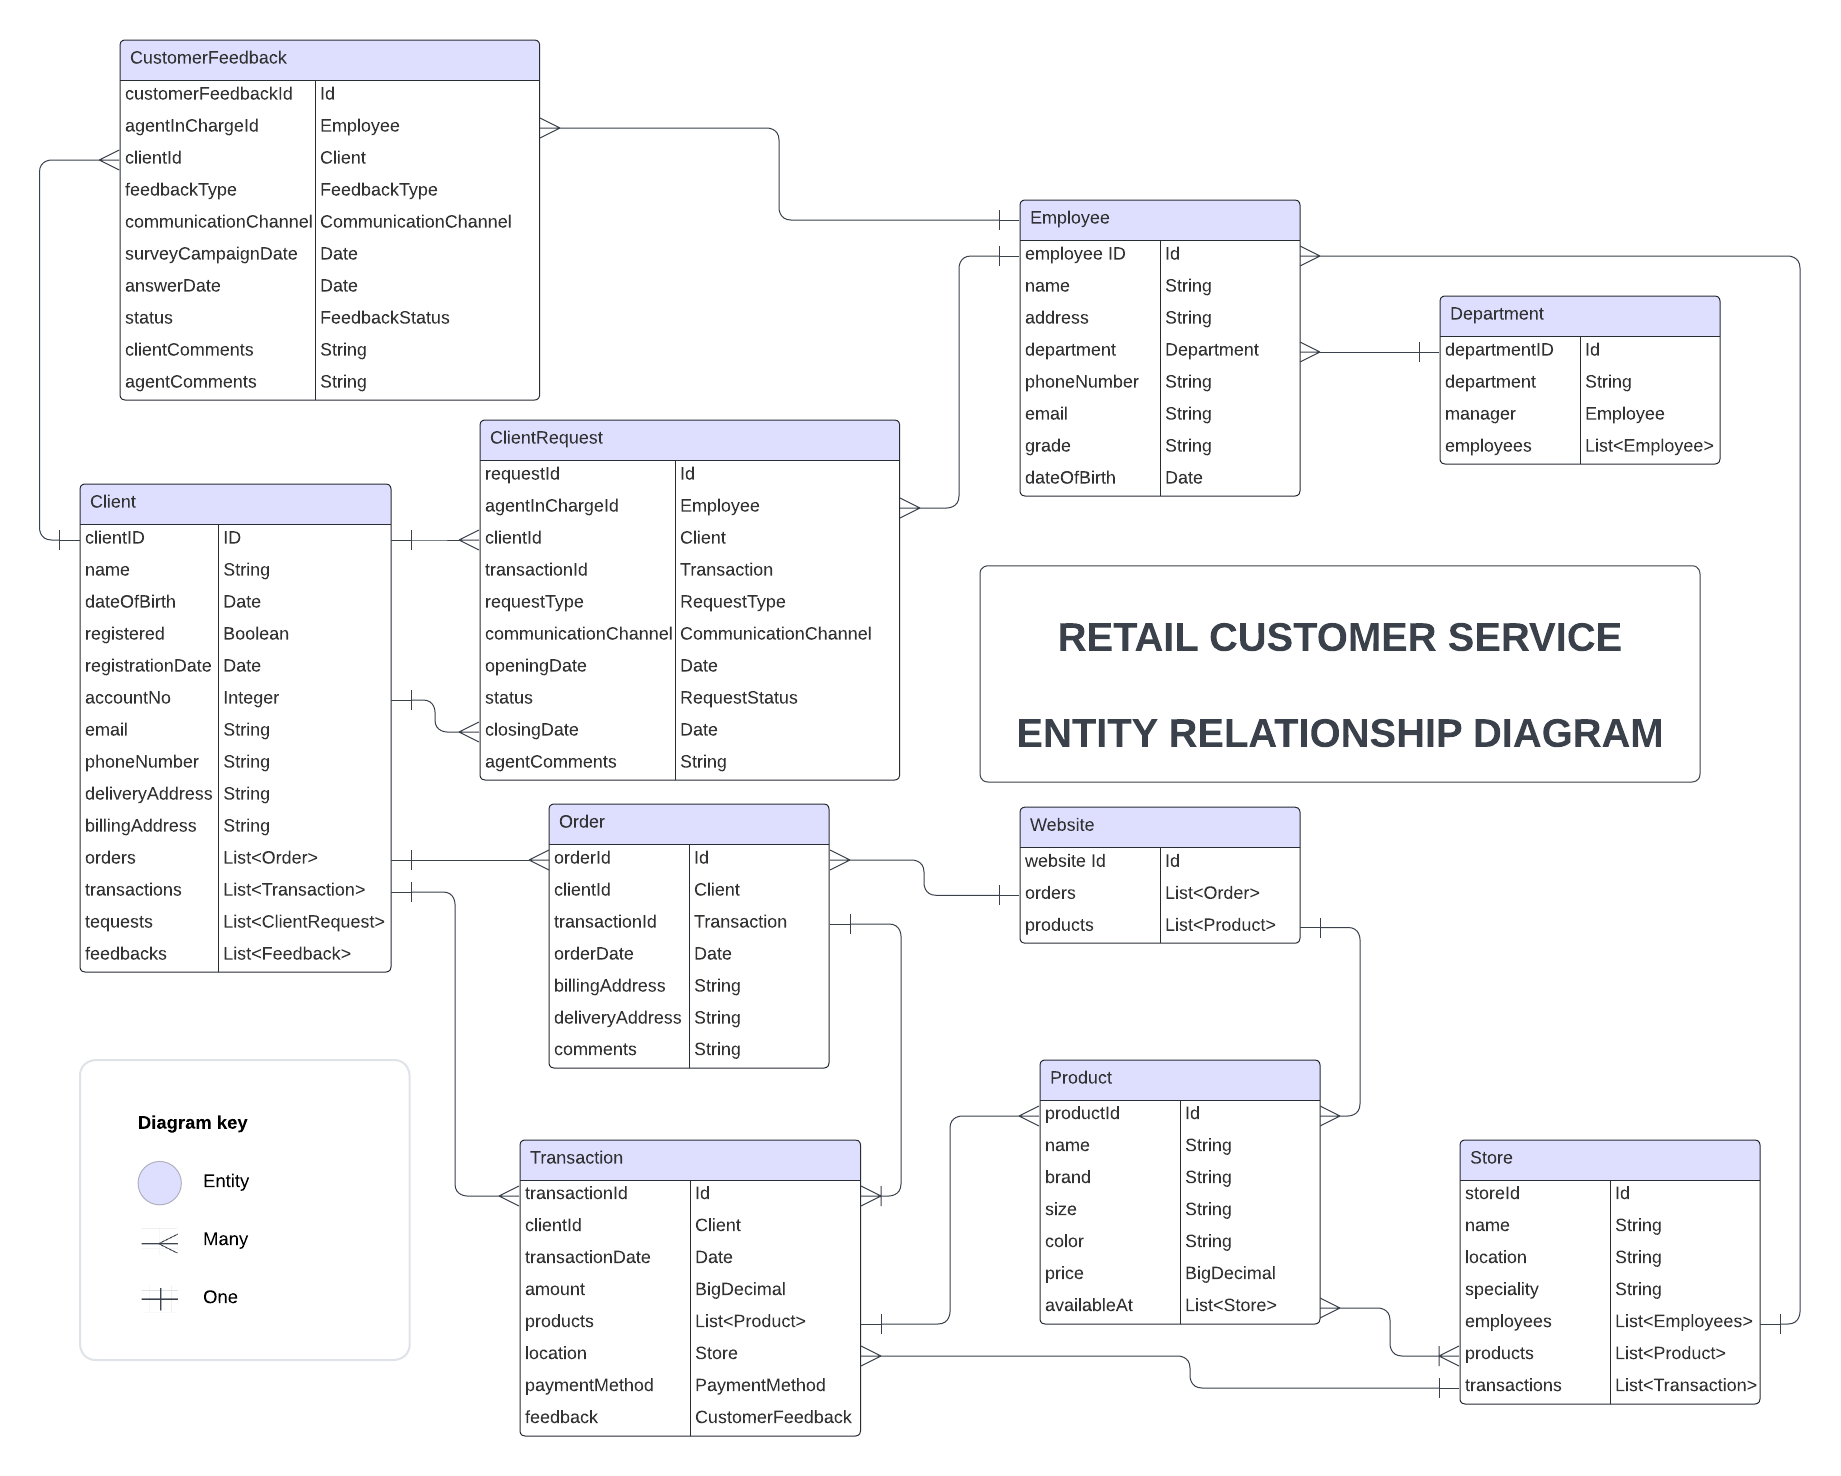 CustomerFeedback
customerFeedbackId Id
agentInChargeId Employee
clientId Client
feedbackType FeedbackType
communicationChannel CommunicationChannel
surveyCampaignDate Date
answerDate Date
status FeedbackStatus
clientComments String
agentComments String
Employee
employee ID Id
name String
address String
department Department
phoneNumber String
email String
grade String
dateOfBirth Date
Department
departmentID Id
department String
manager Employee
employees List<Employee>
ClientRequest
requestId Id
agentInChargeId Employee
clientId Client
transactionId Transaction
requestType RequestType
communicationChannel CommunicationChannel
openingDate Date
status RequestStatus
closingDate Date
agentComments String
Client
clientID ID
name String
dateOfBirth Date
registered Boolean
registrationDate Date
accountNo Integer
email String
phoneNumber String
deliveryAddress String
billingAddress String
orders List<Order>
transactions List<Transaction>
tequests List<ClientRequest>
feedbacks List<Feedback>
RETAIL CUSTOMER SERVICE
ENTITY RELATIONSHIP DIAGRAM
Order
orderId Id
clientId Client
transactionId Transaction
orderDate Date
billingAddress String
deliveryAddress String
comments String
Website
website Id Id
orders List<Order>
products List<Product>
Diagram key
Entity
Many
One
Transaction
transactionId Id
clientId Client
transactionDate Date
amount BigDecimal
products List<Product>
location Store
paymentMethod PaymentMethod
feedback CustomerFeedback
Product
productId Id
name String
brand String
size String
color String
price BigDecimal
availableAt List<Store>
Store
storeId Id
name String
location String
speciality String
employees List<Employees>
products List<Product>
transactions List<Transaction>